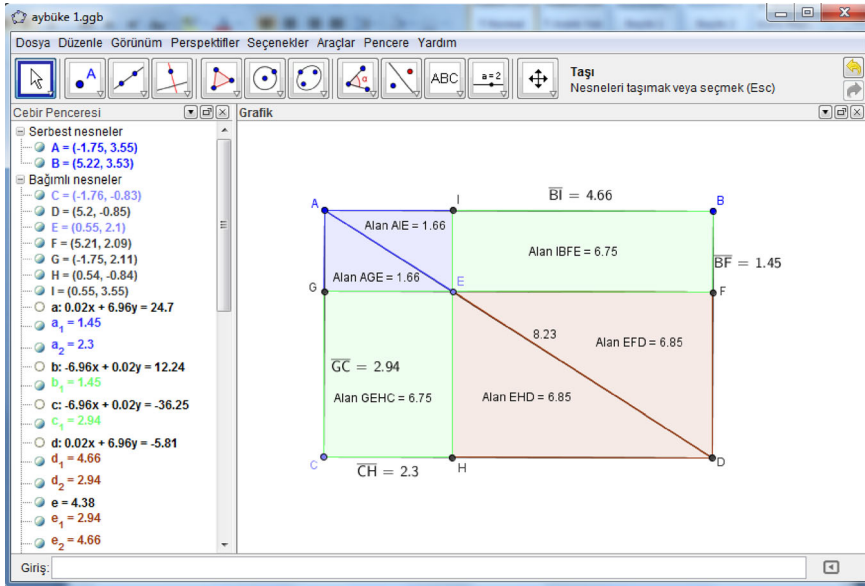 aybüke 1.ggb
Dosya Düzenle Görünüm Perspektifler Seçenekler Araçlar Pencere Yardım
A
α
ABC
a=2
Taşı
Nesneleri taşımak veya seçmek (Esc)
Cebir Penceresi
Serbest nesneler
A = (-1.75, 3.55)
B = (5.22, 3.53)
Bağımlı nesneler
C = (-1.76, -0.83)
D = (5.2, -0.85)
E = (0.55, 2.1)
F = (5.21, 2.09)
G = (-1.75, 2.11)
H = (0.54, -0.84)
I = (0.55, 3.55)
a: 0.02x + 6.96y = 24.7
a₁ = 1.45
a₂ = 2.3
b: -6.96x + 0.02y = 12.24
b₁ = 1.45
c: -6.96x + 0.02y = -36.25
c₁ = 2.94
d: 0.02x + 6.96y = -5.81
d₁ = 4.66
d₂ = 2.94
e = 4.38
e₁ = 2.94
e₂ = 4.66
Grafik
A
I
BI = 4.66
B
Alan AIE = 1.66
Alan IBFE = 6.75
BF = 1.45
Alan AGE = 1.66
G
E
F
8.23
Alan EFD = 6.85
GC = 2.94
Alan GEHC = 6.75
Alan EHD = 6.85
C
CH = 2.3
H
D
Giriş: